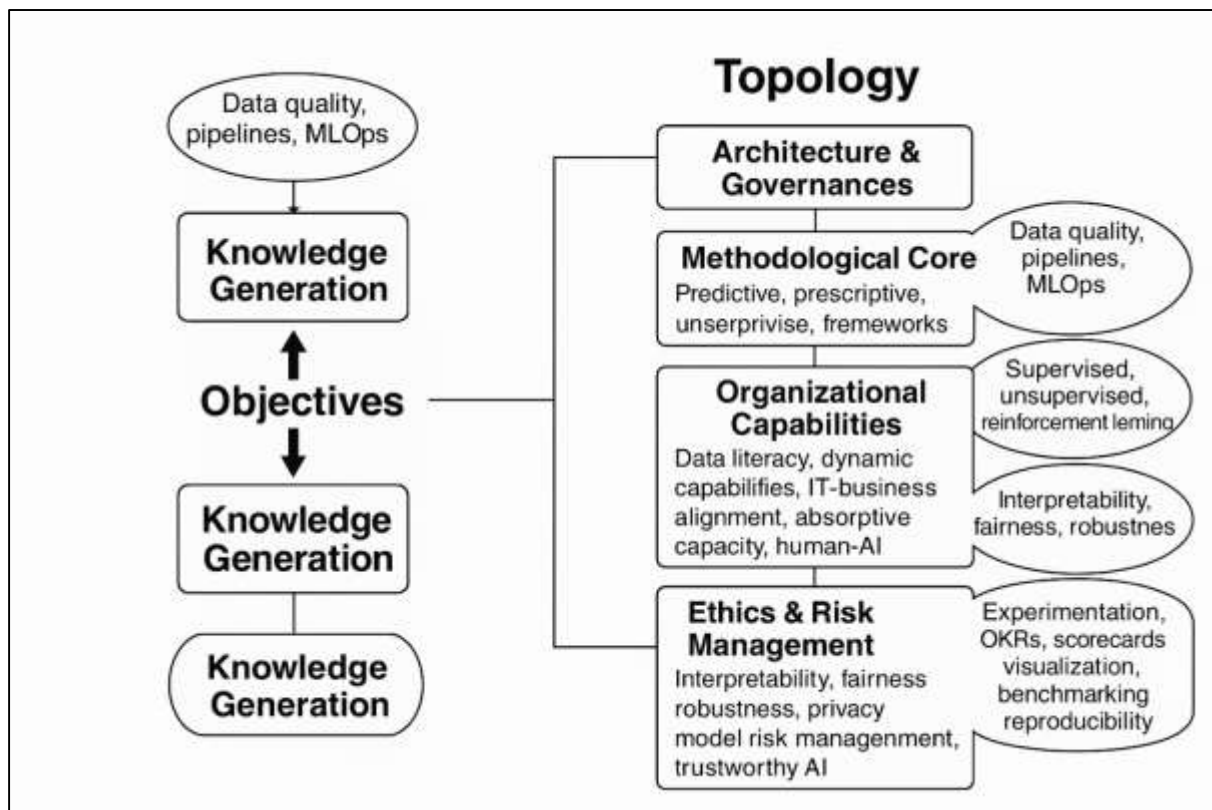 Topology
Data quality,
pipelines, MLOps
Knowledge
Generation
Objectives
Knowledge
Generation
Knowledge
Generation
Architecture &
Governances
Methodological Core
Predictive, prescriptive,
unserprivise, fremeworks
Data quality,
pipelines,
MLOps
Organizational
Capabilities
Data literacy, dynamic
capabilifies, IT-business
alignment, absorptive
capacity, human-AI
Supervised,
unsupervised,
reinforcement leming
Interpretability,
fairness, robustnes
Ethics & Risk
Management
Interpretability, fairness
robustness, privacy
model risk managenment,
trustworthy AI
Experimentation,
OKRs, scorecards
visualization,
benchmarking
reproducibility